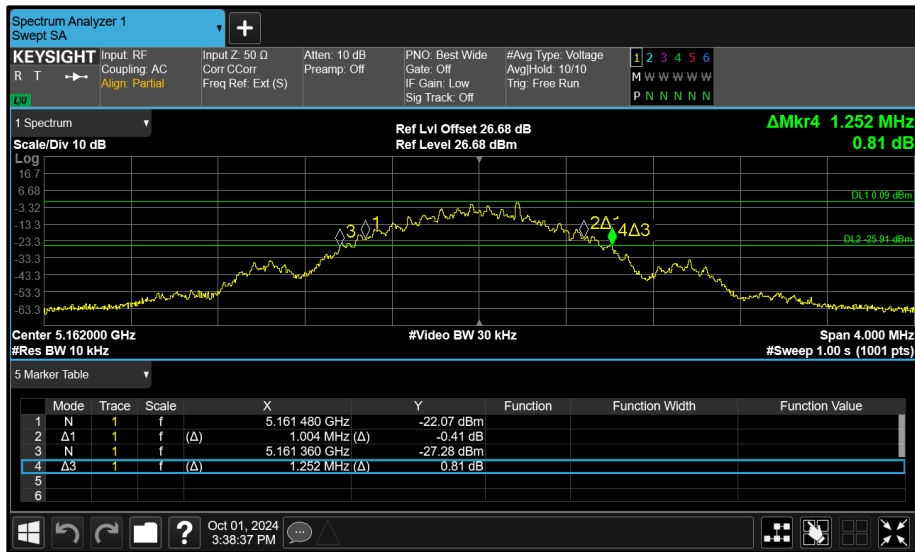 Spectrum Analyzer 1
Swept SA
KEYSIGHT
R T
LXI
Input: RF
Coupling: AC
Align: Partial
Input Z: 50 Ω
Corr CCorr
Freq Ref: Ext (S)
Atten: 10 dB
Preamp: Off
PNO: Best Wide
Gate: Off
IF Gain: Low
Sig Track: Off
#Avg Type: Voltage
Avg|Hold: 10/10
Trig: Free Run
1 2 3 4 5 6
M W W W W W
P N N N N N
1 Spectrum
Scale/Div 10 dB
Ref Lvl Offset 26.68 dB
Ref Level 26.68 dBm
ΔMkr4 1.252 MHz
0.81 dB
Log
16.7
6.68
-3.32
-13.3
-23.3
-33.3
-43.3
-53.3
-63.3
DL1 0.09 dBm
DL2 -25.91 dBm
3
1
4Δ3
Center 5.162000 GHz
#Video BW 30 kHz
Span 4.000 MHz
#Res BW 10 kHz
#Sweep 1.00 s (1001 pts)
5 Marker Table
Mode Trace Scale X Y Function Function Width Function Value
1 N 1 f 5.161 480 GHz -22.07 dBm
2 Δ1 1 f (Δ) 1.004 MHz (Δ) -0.41 dB
3 N 1 f 5.161 360 GHz -27.28 dBm
4 Δ3 1 f (Δ) 1.252 MHz (Δ) 0.81 dB
5
6
?
Oct 01, 2024
3:38:37 PM